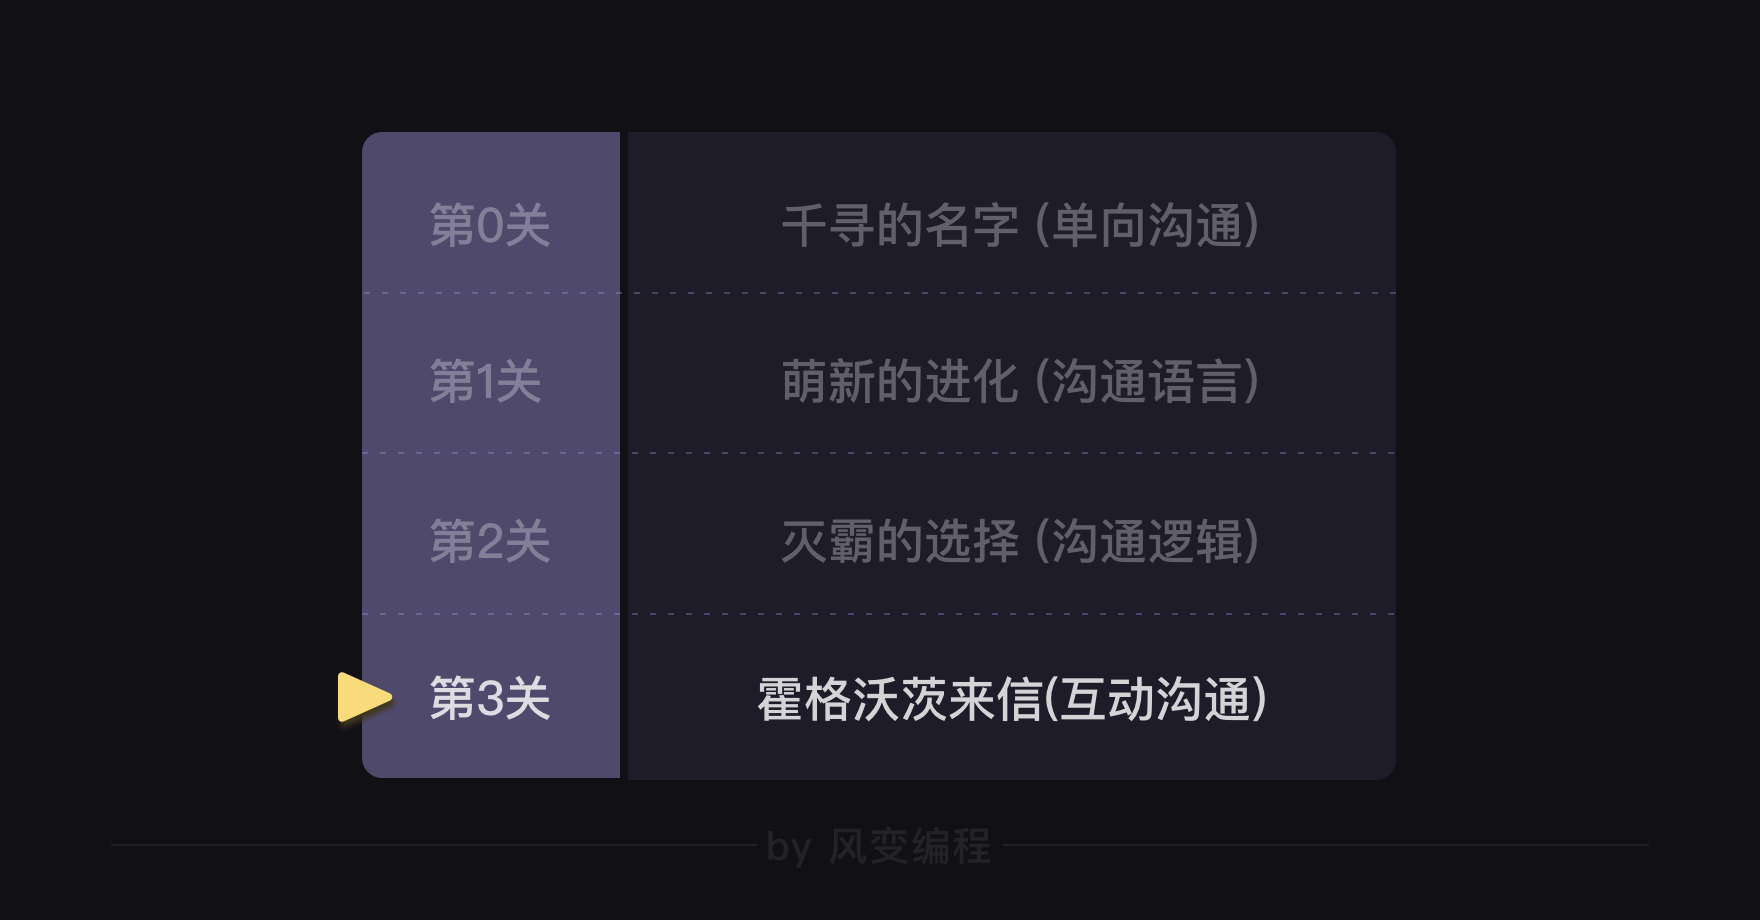 第0关 千寻的名字 (单向沟通)
第1关 萌新的进化 (沟通语言)
第2关 灭霸的选择 (沟通逻辑)
第3关 霍格沃茨来信(互动沟通)
by 风变编程